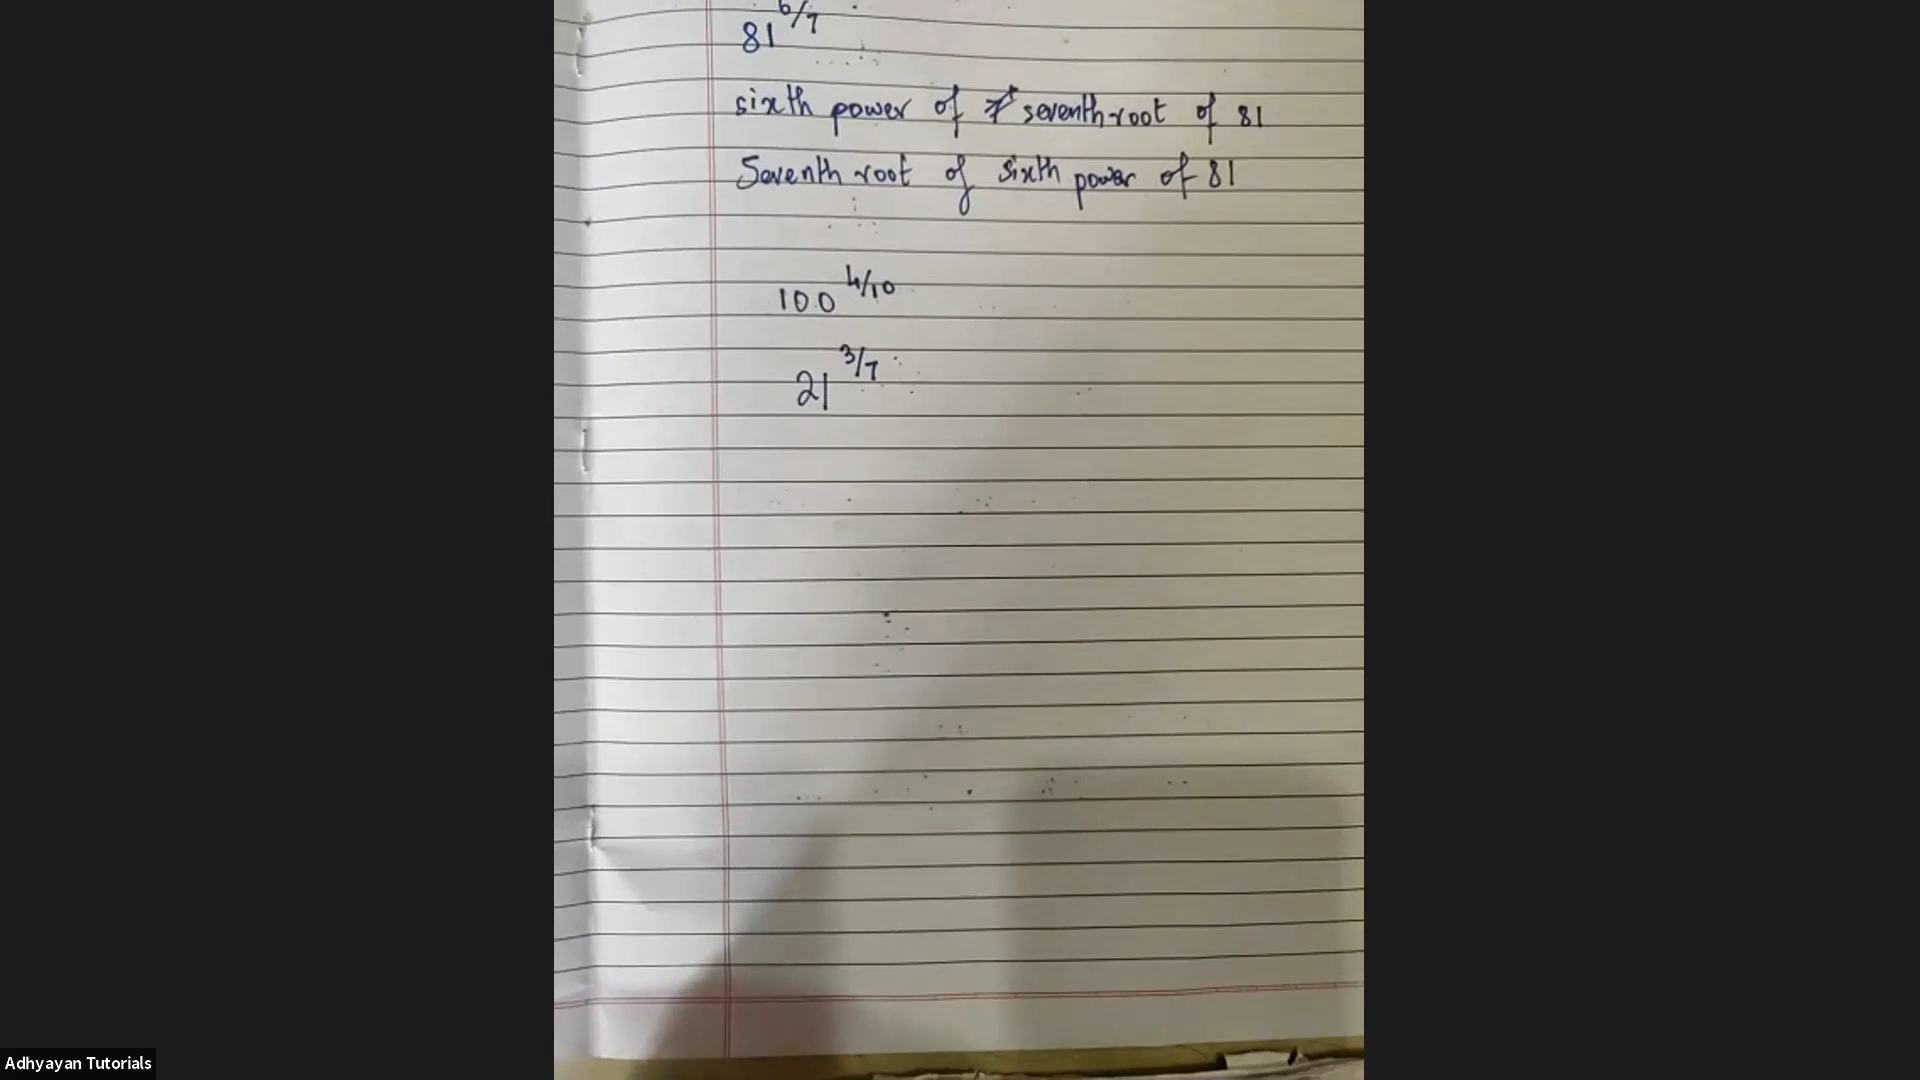 81^6/7
sixth power of seventh root of 81
Seventh root of sixth power of 81
100^4/10
21^3/7
Adhyayan Tutorials